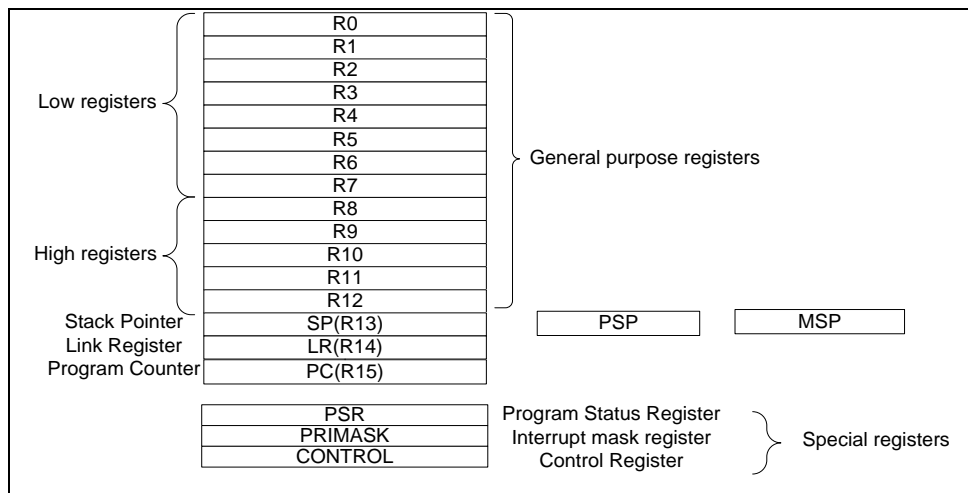 R0
R1
R2
R3
Low registers
R4
R5
General purpose registers
R6
R7
R8
R9
High registers
R10
R11
R12
Stack Pointer SP(R13) PSP MSP
Link Register LR(R14)
Program Counter PC(R15)
PSR Program Status Register
PRIMASK Interrupt mask register Special registers
CONTROL Control Register